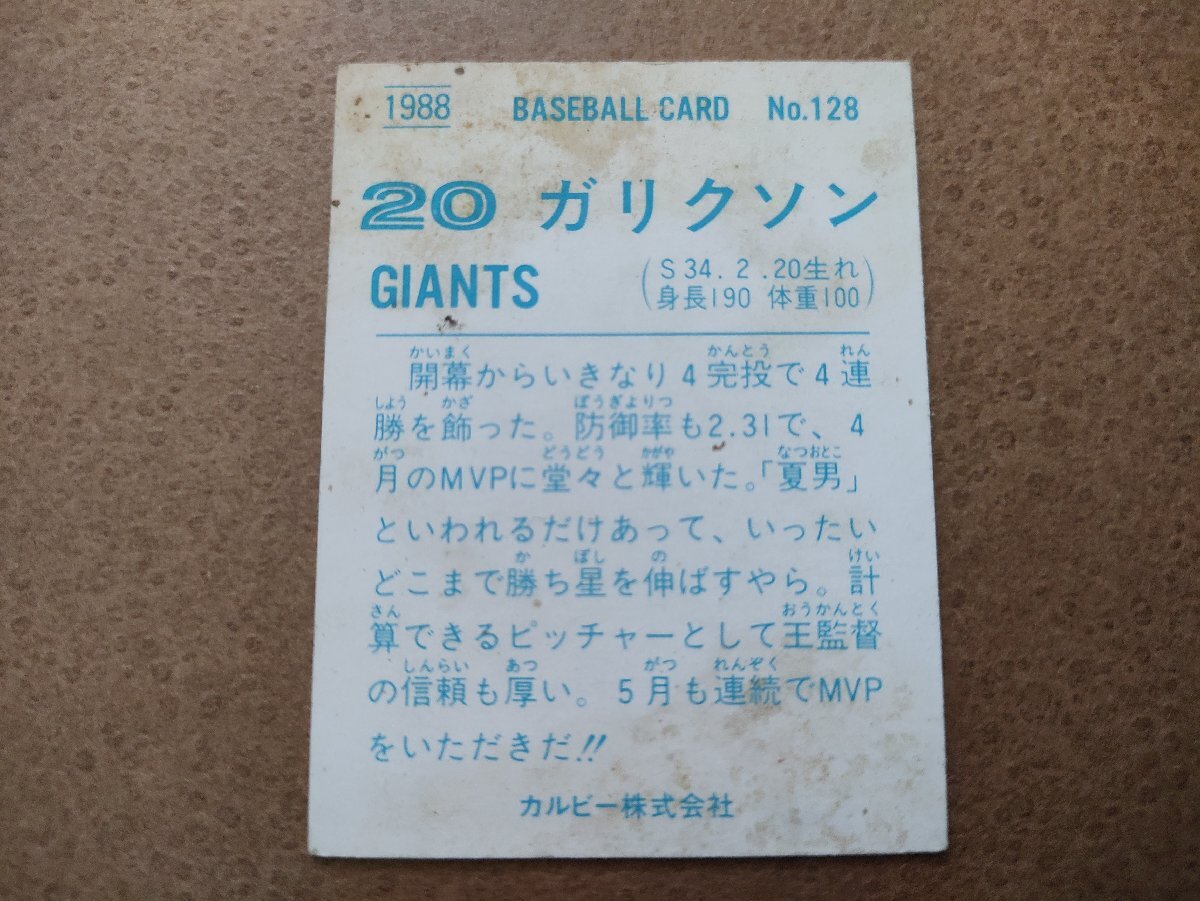 1988 BASEBALL CARD No.128
20 ガリクソン
GIANTS
(S34.2.20生れ
身長190 体重100)
かいまく かんとう れん
開幕からいきなり4完投で4連
しよう かざ ぼうぎよりつ
勝を飾った。防御率も2.31で、4
がつ どうどう かがや なつおとこ
月のMVPに堂々と輝いた。「夏男」
といわれるだけあって、いったい
か ぼし の けい
どこまで勝ち星を伸ばすやら。計
さん おうかんとく
算できるピッチャーとして王監督
しんらい あつ がつ れんぞく
の信頼も厚い。5月も連続でMVP
をいただきだ!!
カルビー株式会社